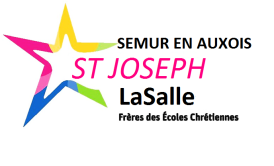 SEMUR EN AUXOIS
ST JOSEPH
LaSalle
Frères des Écoles Chrétiennes